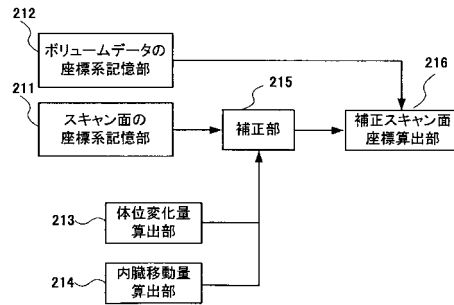 212
ボリュームデータの
座標系記憶部
211
スキャン面の
座標系記憶部
215
補正部
216
補正スキャン面
座標算出部
213
体位変化量
算出部
214
内臓移動量
算出部